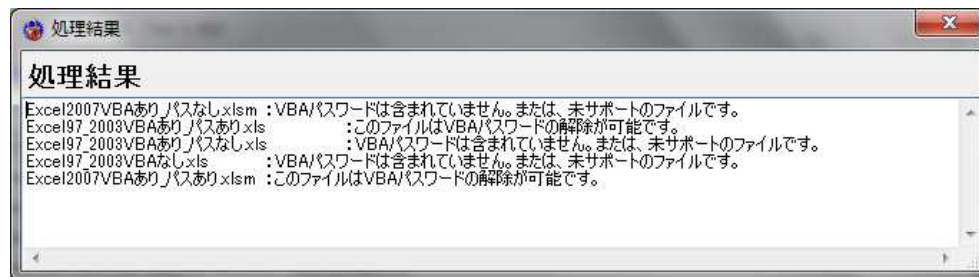 処理結果
処理結果
Excel2007VBAあり_パスなし.xlsm :VBAパスワードは含まれていません。または、未サポートのファイルです。
Excel97_2003VBAあり_パスあり.xls :このファイルはVBAパスワードの解除が可能です。
Excel97_2003VBAあり_パスなし.xls :VBAパスワードは含まれていません。または、未サポートのファイルです。
Excel97_2003VBAなし.xls :VBAパスワードは含まれていません。または、未サポートのファイルです。
Excel2007VBAあり_パスあり.xlsm :このファイルはVBAパスワードの解除が可能です。